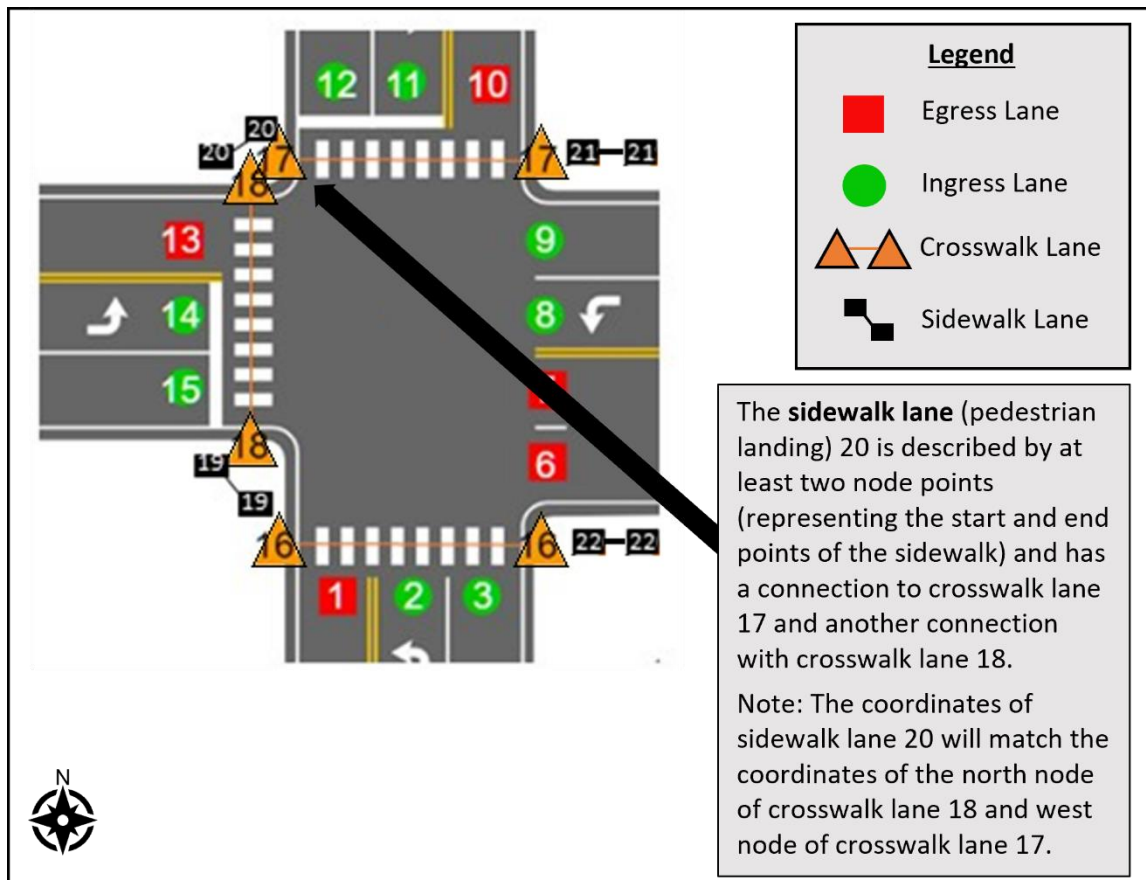 12
11
10
20
20
17
17
21
21
18
13
9
14
8
15
6
18
19
19
16
16
22
22
1
2
3
N
Legend
Egress Lane
Ingress Lane
Crosswalk Lane
Sidewalk Lane
The sidewalk lane (pedestrian
landing) 20 is described by at
least two node points
(representing the start and end
points of the sidewalk) and has
a connection to crosswalk lane
17 and another connection
with crosswalk lane 18.
Note: The coordinates of
sidewalk lane 20 will match the
coordinates of the north node
of crosswalk lane 18 and west
node of crosswalk lane 17.